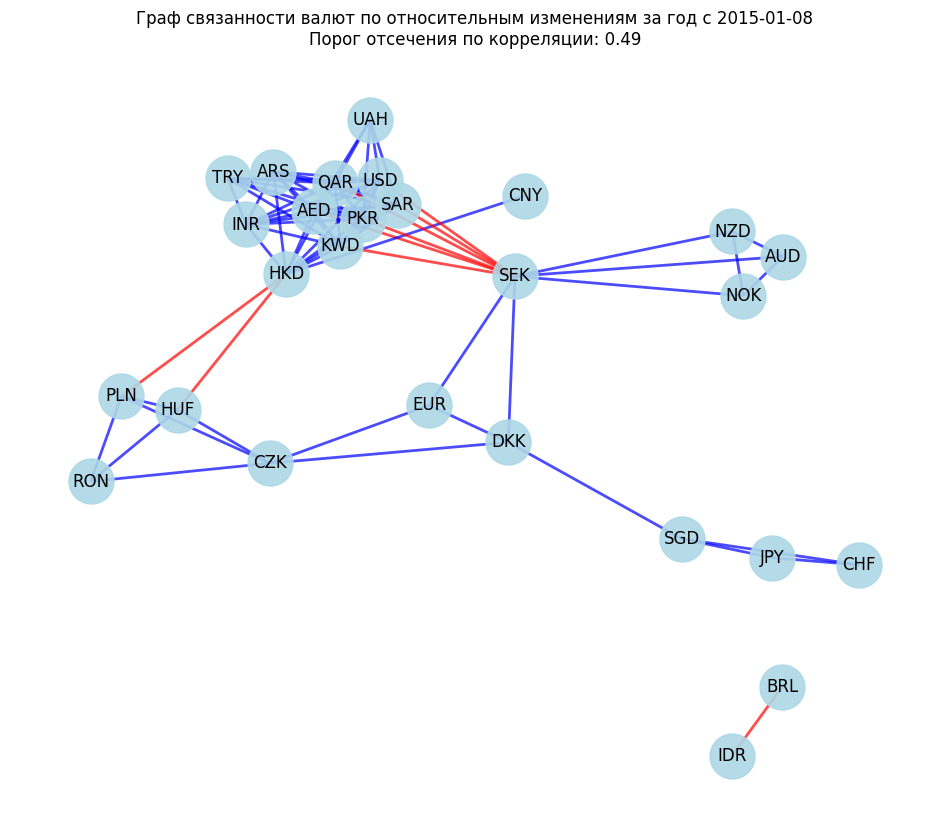 Граф связанности валют по относительным изменениям за год с 2015-01-08
Порог отсечения по корреляции: 0.49
UAH
TRY
ARS
QAR
USD
CNY
SAR
AED
PKR
INR
KWD
HKD
SEK
NZD
AUD
NOK
PLN
HUF
EUR
DKK
CZK
RON
SGD
JPY
CHF
BRL
IDR